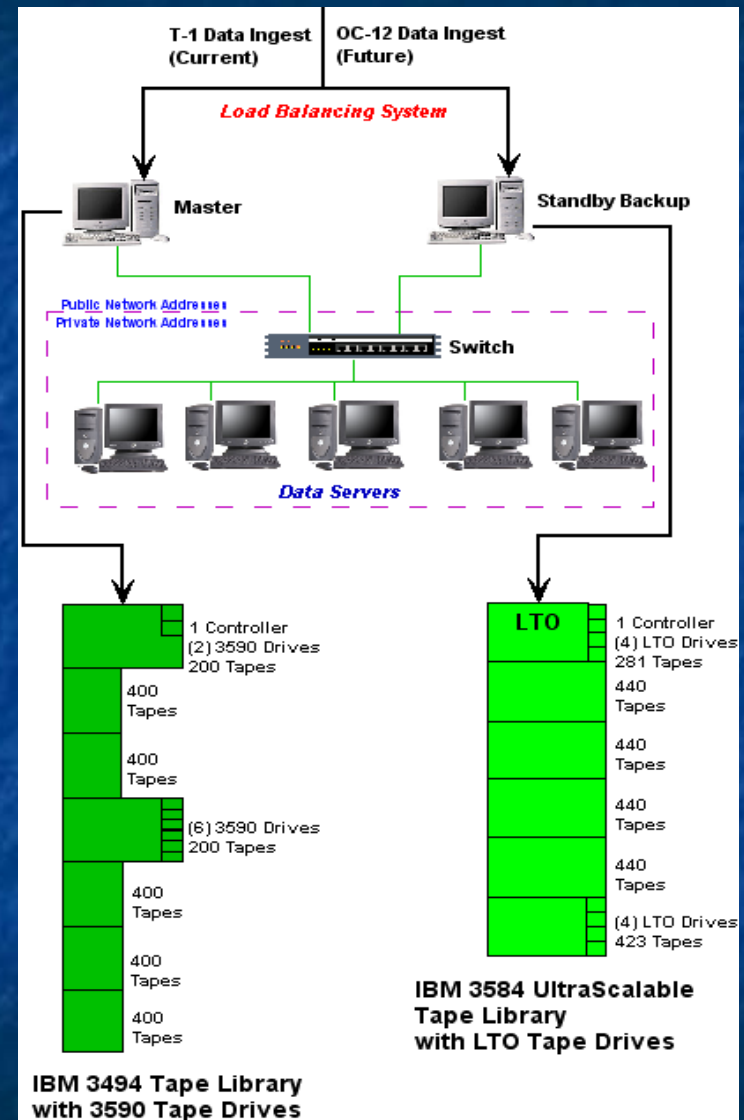 T-1 Data Ingest
(Current)
OC-12 Data Ingest
(Future)
Load Balancing System
Master
Standby Backup
Public Network Addresses
Private Network Addresses
Switch
Data Servers
1 Controller
(2) 3590 Drives
200 Tapes
400
Tapes
400
Tapes
(6) 3590 Drives
200 Tapes
400
Tapes
400
Tapes
400
Tapes
IBM 3494 Tape Library
with 3590 Tape Drives
LTO
1 Controller
(4) LTO Drives
281 Tapes
440
Tapes
440
Tapes
440
Tapes
440
Tapes
(4) LTO Drives
423 Tapes
IBM 3584 UltraScalable
Tape Library
with LTO Tape Drives